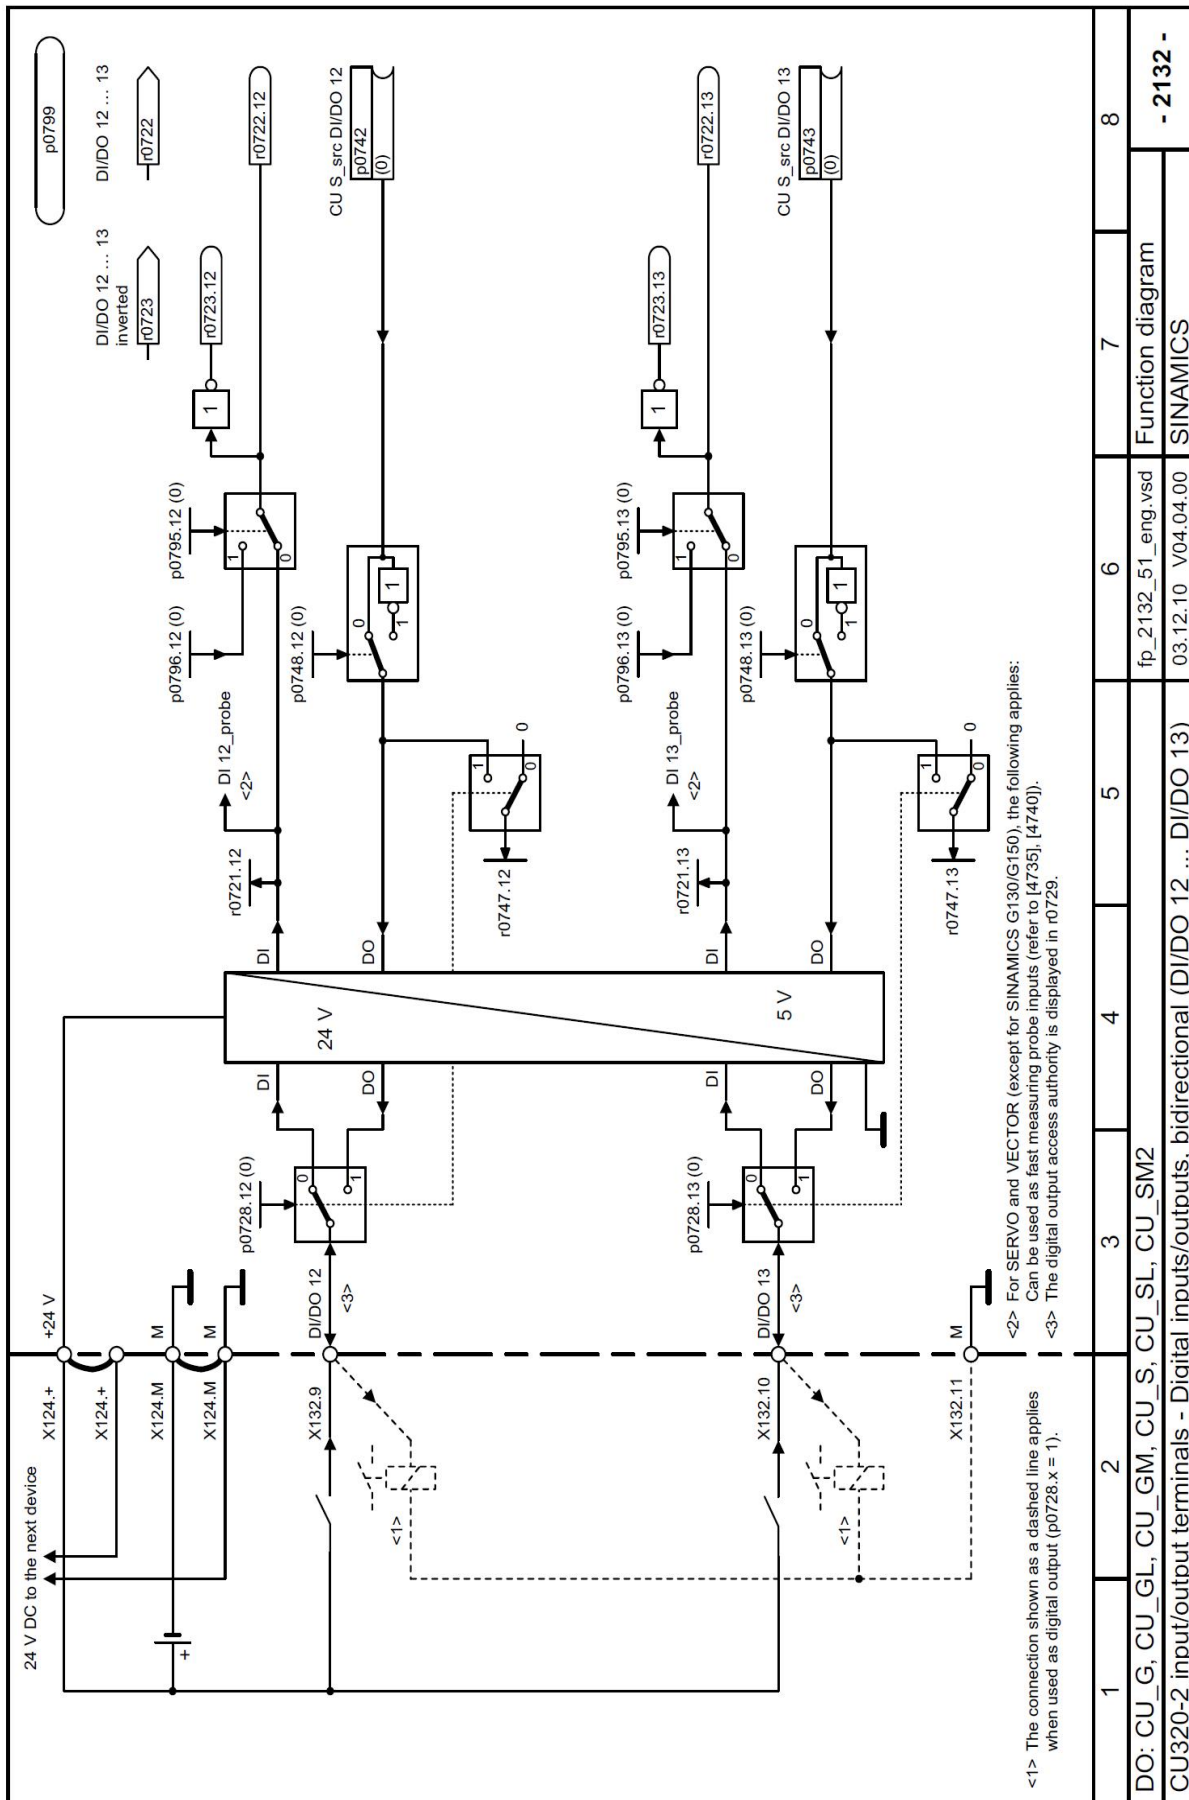 24 V DC to the next device
X124.+
+24 V
X124.+
X124.M
M
X124.M
M
+
p0799
DI/DO 12 ... 13
inverted
r0723
DI/DO 12 ... 13
r0722
r0723.12
1
r0722.12
p0795.12 (0)
1
0
p0796.12 (0)
DI 12_probe
<2>
r0721.12
DI
DI
24 V
5 V
p0728.12 (0)
0
1
X132.9
DI/DO 12
<3>
<1>
DO
DO
p0748.12 (0)
0
1
1
CU S_src DI/DO 12
p0742
(0)
1
0
0
r0747.12
r0723.13
1
r0722.13
p0795.13 (0)
1
0
p0796.13 (0)
DI 13_probe
<2>
r0721.13
DI
DI
p0728.13 (0)
0
1
X132.10
DI/DO 13
<3>
<1>
DO
DO
p0748.13 (0)
0
1
1
CU S_src DI/DO 13
p0743
(0)
1
0
0
r0747.13
X132.11
M
<1> The connection shown as a dashed line applies
when used as digital output (p0728.x = 1).
<2> For SERVO and VECTOR (except for SINAMICS G130/G150), the following applies:
Can be used as fast measuring probe inputs (refer to [4735], [4740]).
<3> The digital output access authority is displayed in r0729.
1
2
3
4
5
6
7
8
DO: CU_G, CU_GL, CU_GM, CU_S, CU_SL, CU_SM2
fp_2132_51_eng.vsd
Function diagram
- 2132 -
CU320-2 input/output terminals - Digital inputs/outputs, bidirectional (DI/DO 12 ... DI/DO 13)
03.12.10 V04.04.00
SINAMICS